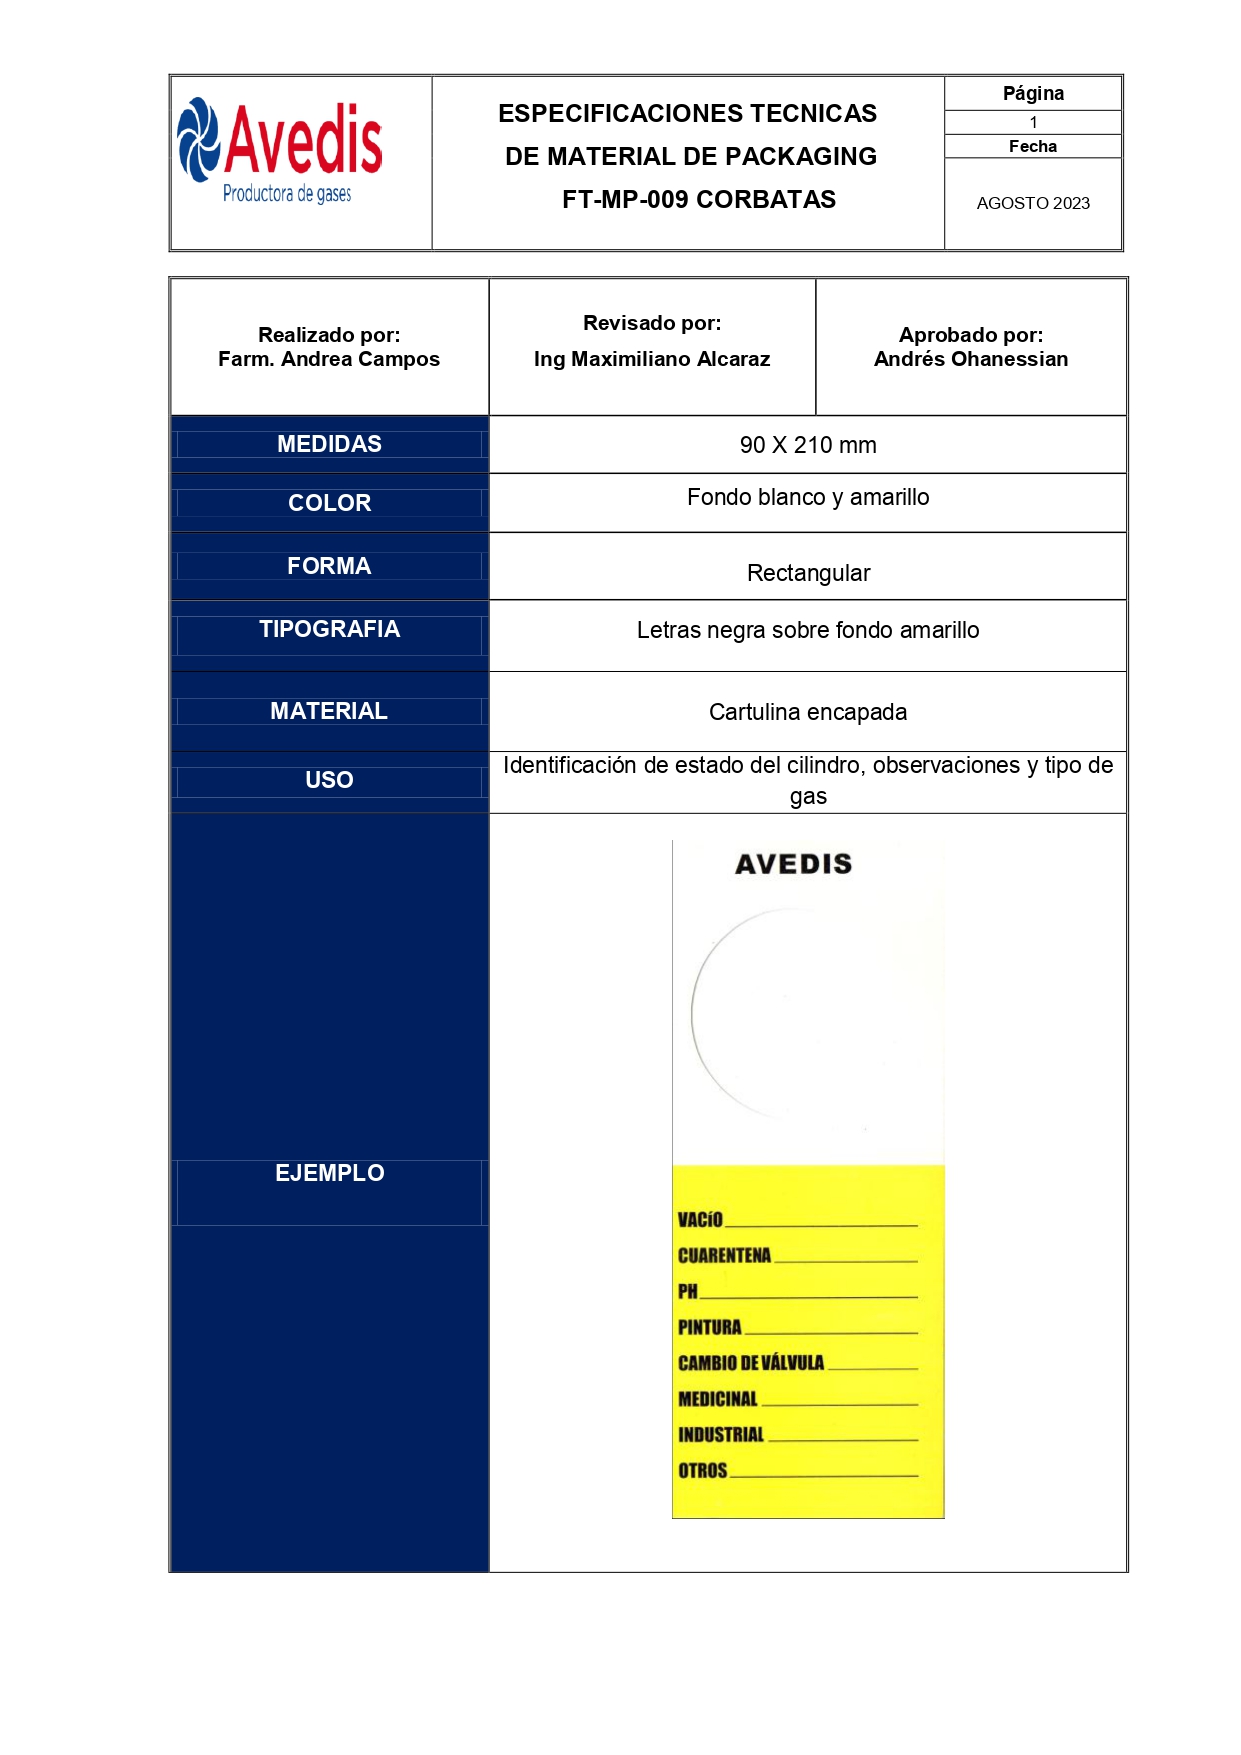 Avedis
Productora de gases
ESPECIFICACIONES TECNICAS
DE MATERIAL DE PACKAGING
FT-MP-009 CORBATAS
Página
1
Fecha
AGOSTO 2023
Realizado por:
Farm. Andrea Campos
Revisado por:
Ing Maximiliano Alcaraz
Aprobado por:
Andrés Ohanessian
MEDIDAS
90 X 210 mm
COLOR
Fondo blanco y amarillo
FORMA
Rectangular
TIPOGRAFIA
Letras negra sobre fondo amarillo
MATERIAL
Cartulina encapada
USO
Identificación de estado del cilindro, observaciones y tipo de
gas
EJEMPLO
AVEDIS
VACíO
CUARENTENA
PH
PINTURA
CAMBIO DE VÁLVULA
MEDICINAL
INDUSTRIAL
OTROS